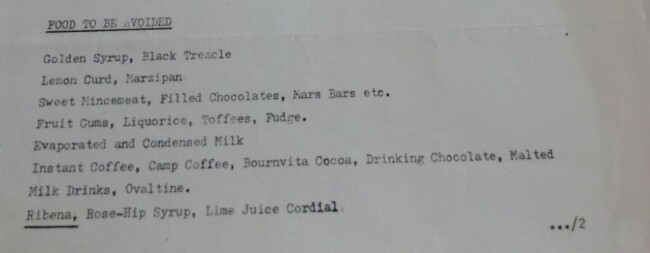 FOOD TO BE AVOIDED
Golden Syrup, Black Treacle
Lemon Curd, Marzipan
Sweet Mincemeat, Filled Chocolates, Mars Bars etc.
Fruit Gums, Liquorice, Toffees, Fudge.
Evaporated and Condensed Milk
Instant Coffee, Camp Coffee, Bournvita Cocoa, Drinking Chocolate, Malted
Milk Drinks, Ovaltine.
Ribena, Rose-Hip Syrup, Lime Juice Cordial.
.../2